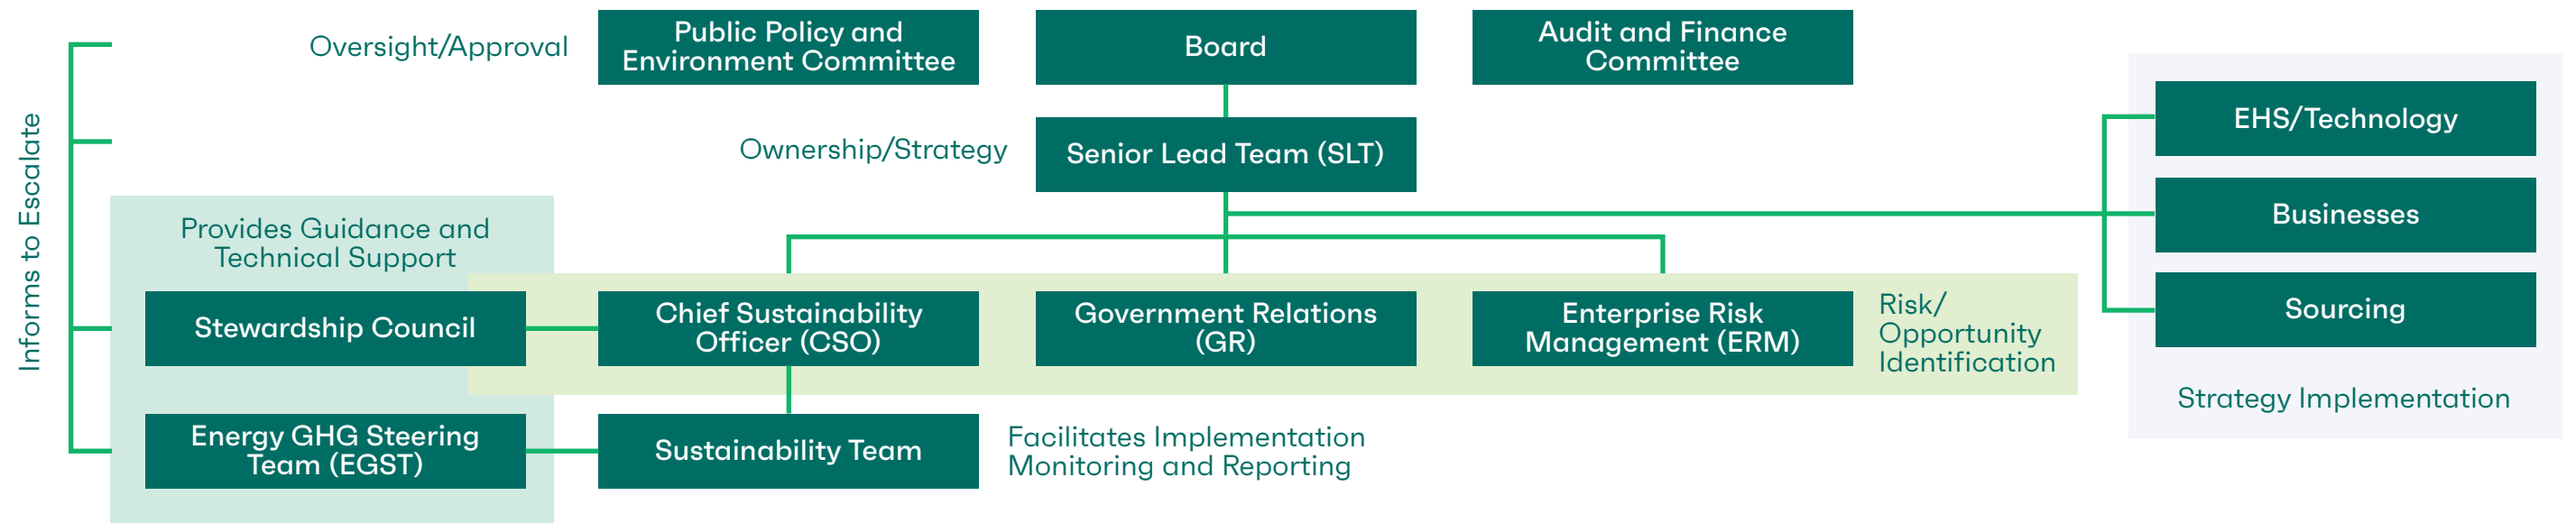 Informs to Escalate
Oversight/Approval
Public Policy and
Environment Committee
Board
Audit and Finance
Committee
Ownership/Strategy
Senior Lead Team (SLT)
EHS/Technology
Businesses
Sourcing
Strategy Implementation
Provides Guidance and
Technical Support
Stewardship Council
Chief Sustainability
Officer (CSO)
Government Relations
(GR)
Enterprise Risk
Management (ERM)
Risk/
Opportunity
Identification
Energy GHG Steering
Team (EGST)
Sustainability Team
Facilitates Implementation
Monitoring and Reporting